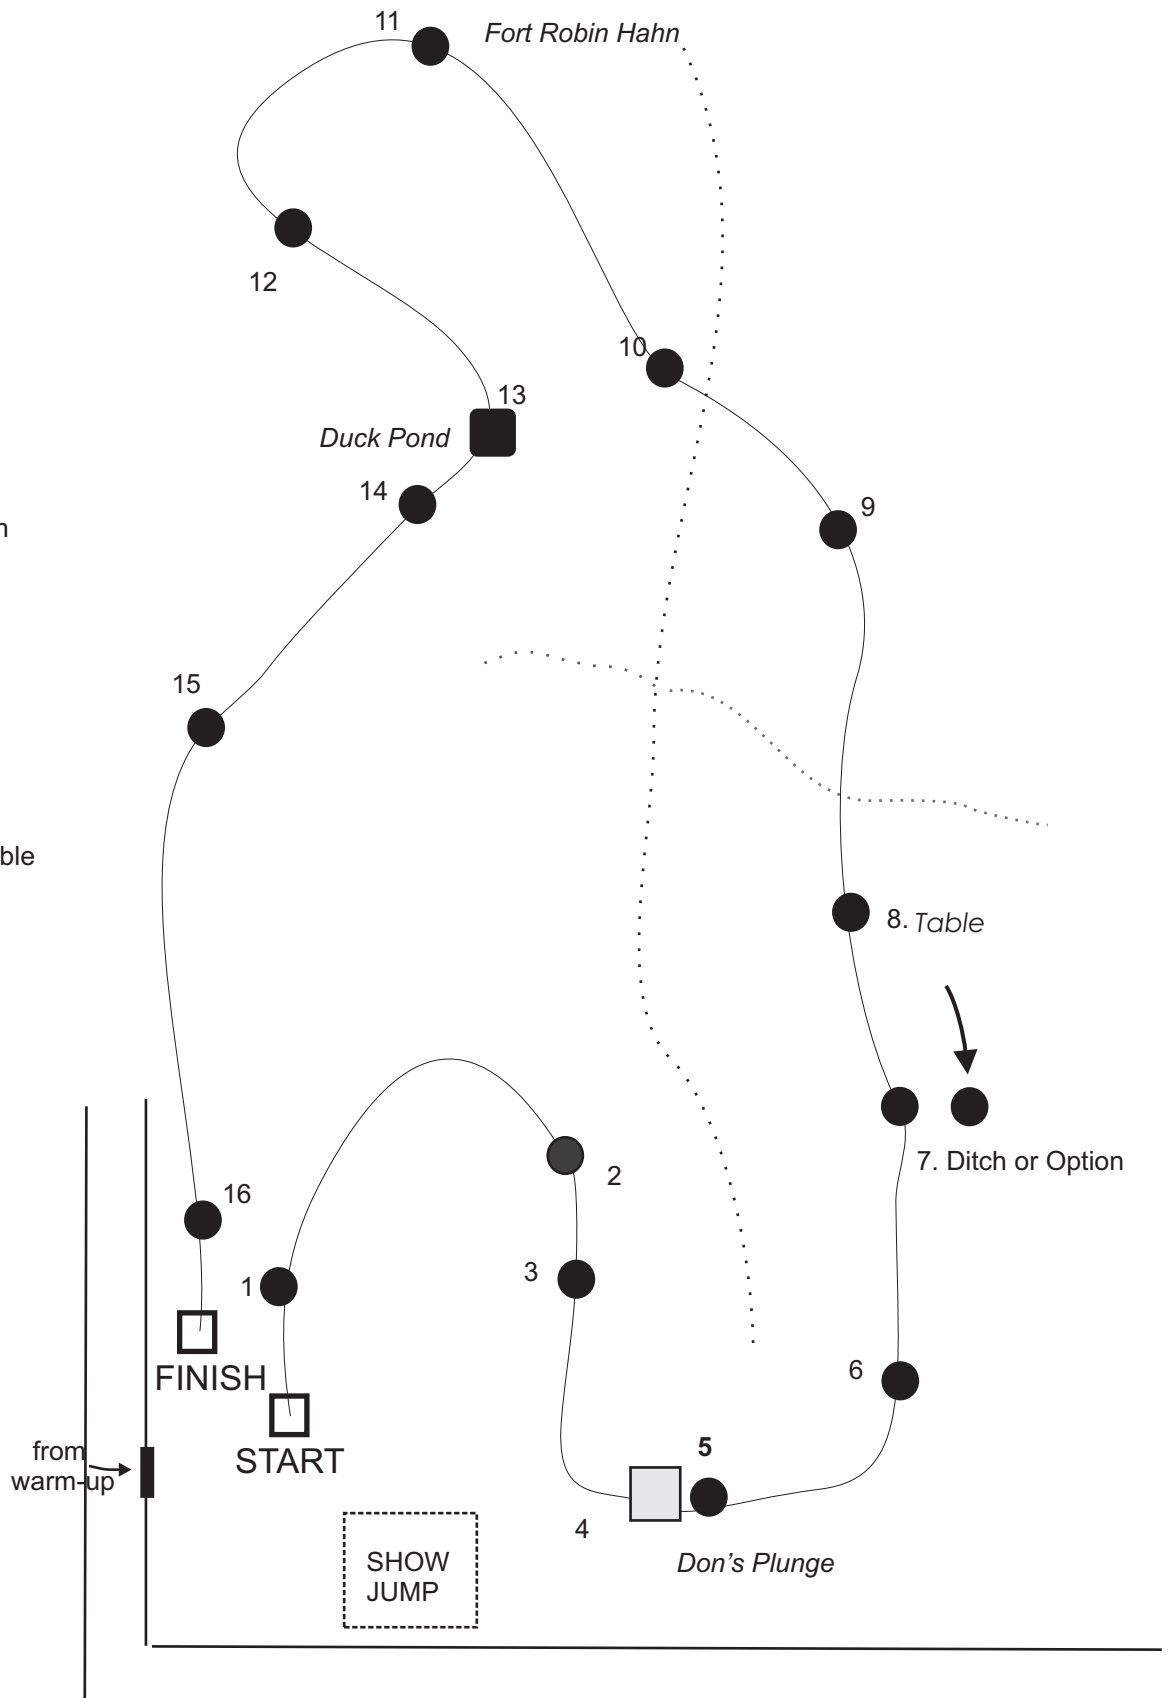 11
Fort Robin Hahn
12
10
13
Duck Pond
14
9
n
15
ble
8. Table
7. Ditch or Option
16
2
3
1
FINISH
6
START
from
warm-up
5
4
SHOW
JUMP
Don's Plunge